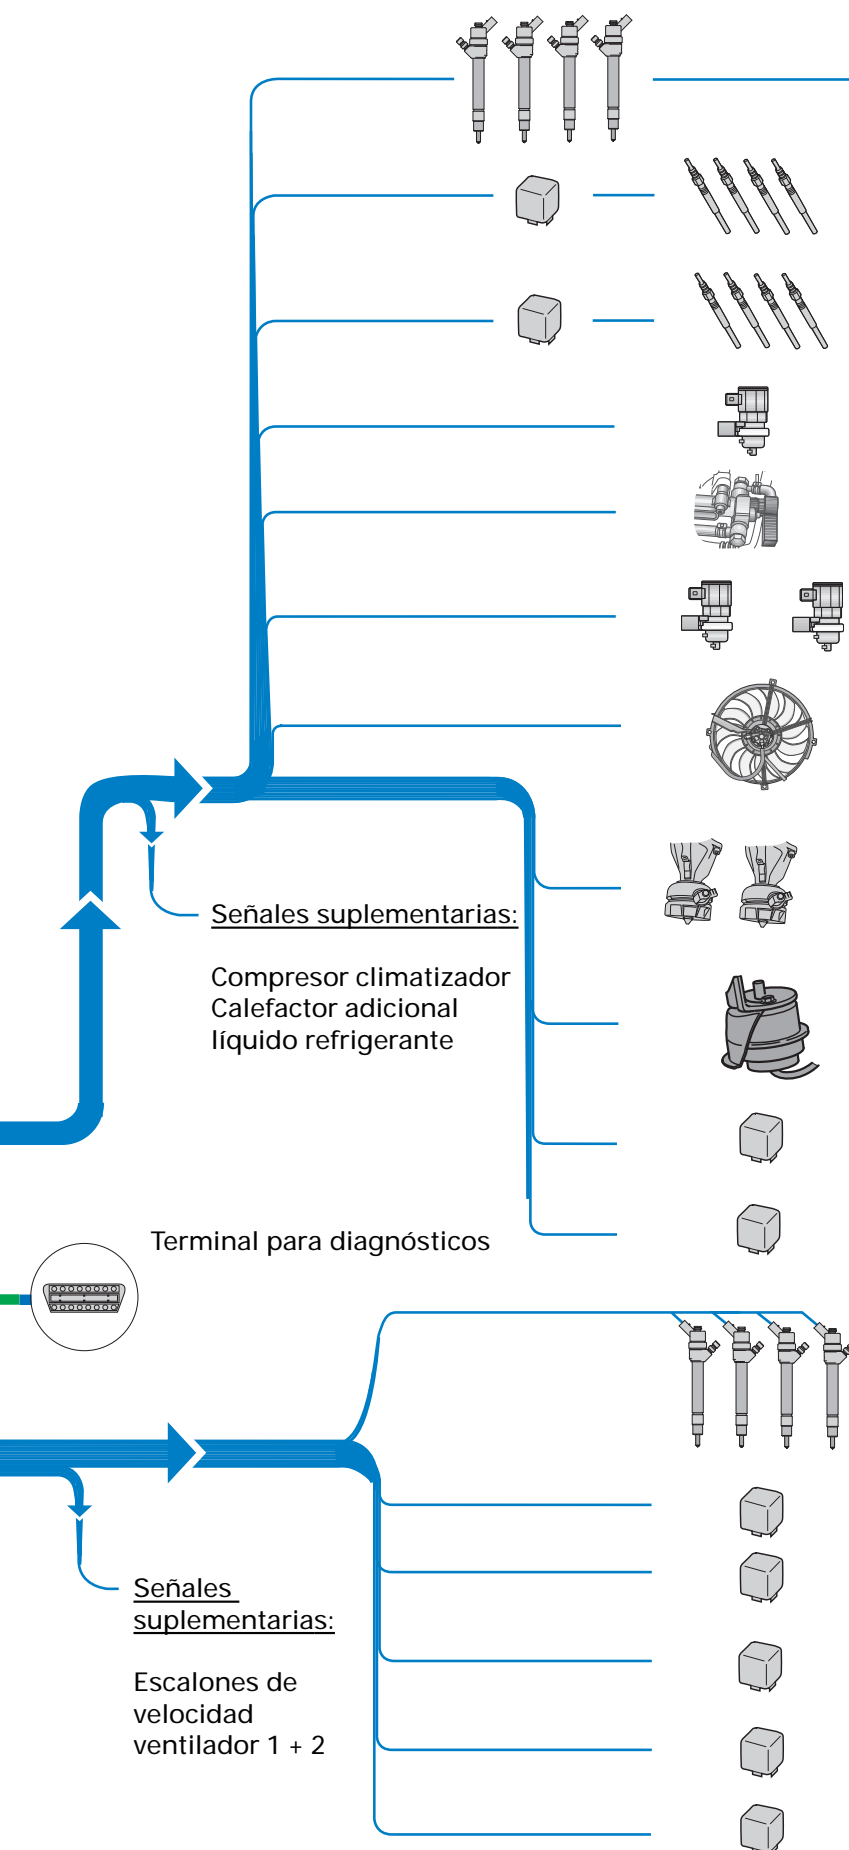 Señales suplementarias:
Compresor climatizador
Calefactor adicional
líquido refrigerante
Terminal para diagnósticos
Señales
suplementarias:
Escalones de
velocidad
ventilador 1 + 2